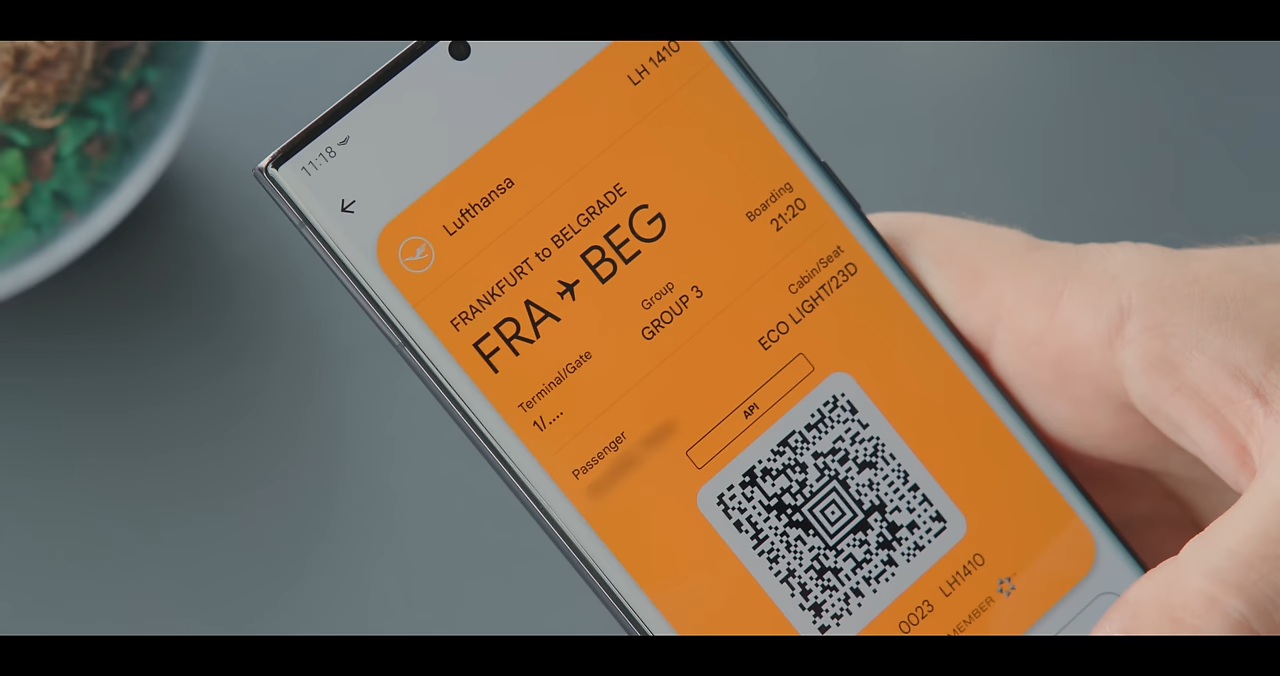 11:18
Lufthansa
LH 1410
FRANKFURT to BELGRADE
FRA BEG
Terminal/Gate
1/....
Group
GROUP 3
Boarding
21:20
Passenger
Cabin/Seat
ECO LIGHT/23D
API
0023 LH1410
MEMBER